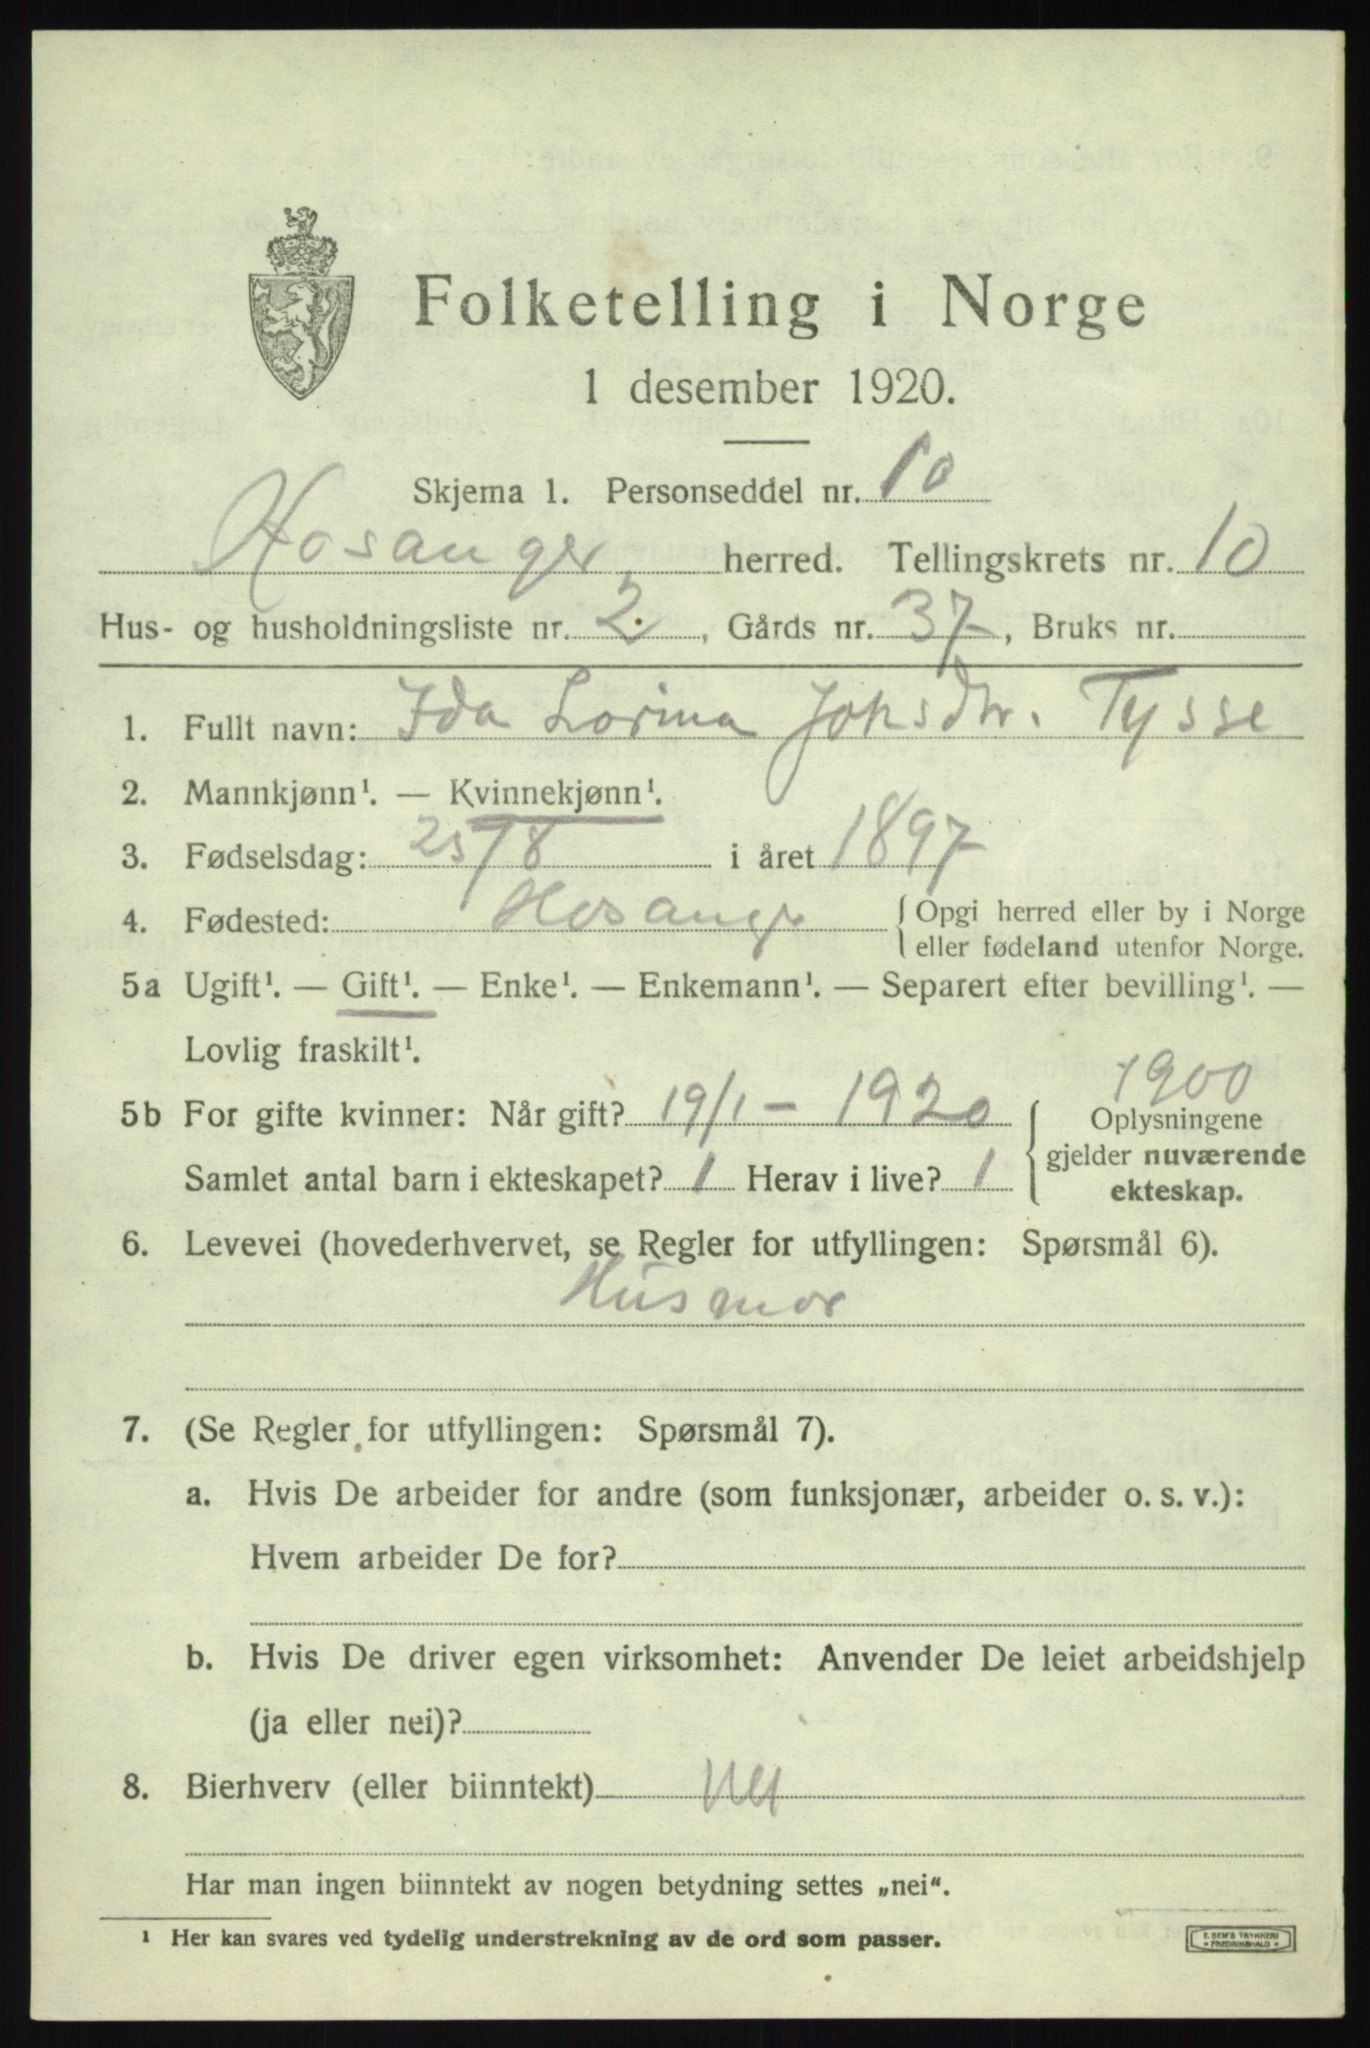 Folketelling i Norge
1 desember 1920.
Skjema 1. Personseddel nr. 10
Hosanger herred. Tellingskrets nr. 10
Hus- og husholdningsliste nr. 2, Gårds nr. 37, Bruks nr.
1. Fullt navn: Ida Lorina Johsdtr. Tysse
2. Mannkjønn¹. — Kvinnekjønn¹.
3. Fødselsdag: 25/8 i året 1897
4. Fødested: Hosanger { Opgi herred eller by i Norge
eller fødeland utenfor Norge.
5a Ugift¹. — Gift¹. — Enke¹. — Enkemann¹. — Separert efter bevilling¹. —
Lovlig fraskilt¹.
1900
5b For gifte kvinner: Når gift? 19/1 – 1920 { Oplysningene
gjelder nuværende
Samlet antal barn i ekteskapet? 1 Herav i live? 1 ekteskap.
6. Levevei (hovederhvervet, se Regler for utfyllingen: Spørsmål 6).
Husmor
7. (Se Regler for utfyllingen: Spørsmål 7).
a. Hvis De arbeider for andre (som funksjonær, arbeider o. s. v.):
Hvem arbeider De for?
b. Hvis De driver egen virksomhet: Anvender De leiet arbeidshjelp
(ja eller nei)?
8. Bierhverv (eller biinntekt) Nei
Har man ingen biinntekt av nogen betydning settes „nei".
¹ Her kan svares ved tydelig understrekning av de ord som passer.
E. SEM'S TRYKKERI
FREDRIKSHALD